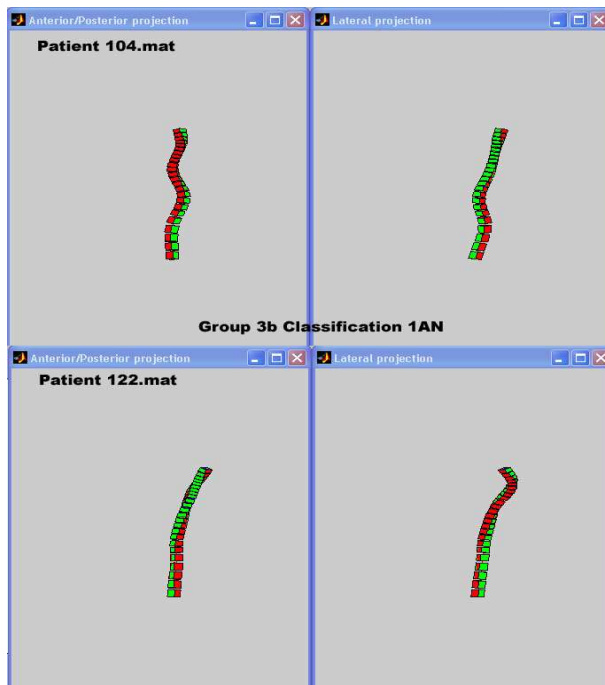 Anterior/Posterior projection
Lateral projection
Patient 104.mat
Group 3b Classification 1AN
Anterior/Posterior projection
Lateral projection
Patient 122.mat